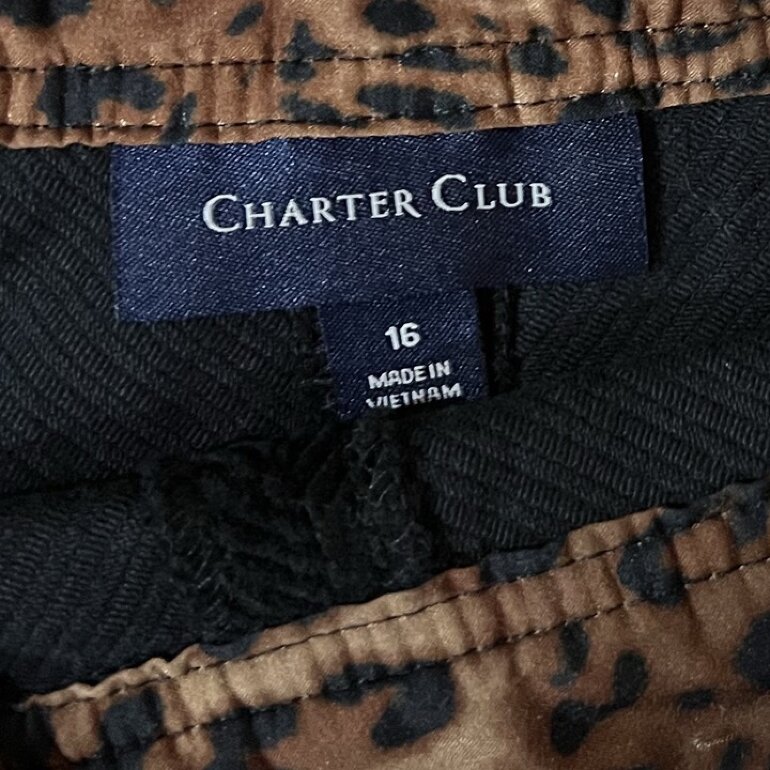 CHARTER CLUB
16
MADE IN
VIETNAM